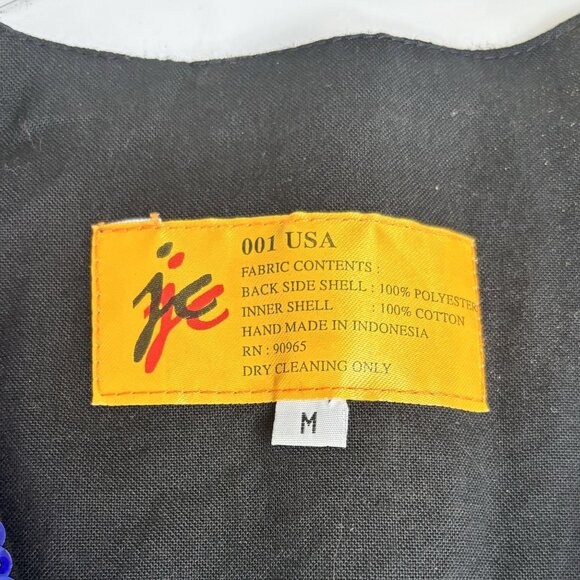 jc
001 USA
FABRIC CONTENTS :
BACK SIDE SHELL : 100% POLYESTER
INNER SHELL : 100% COTTON
HAND MADE IN INDONESIA
RN : 90965
DRY CLEANING ONLY
M